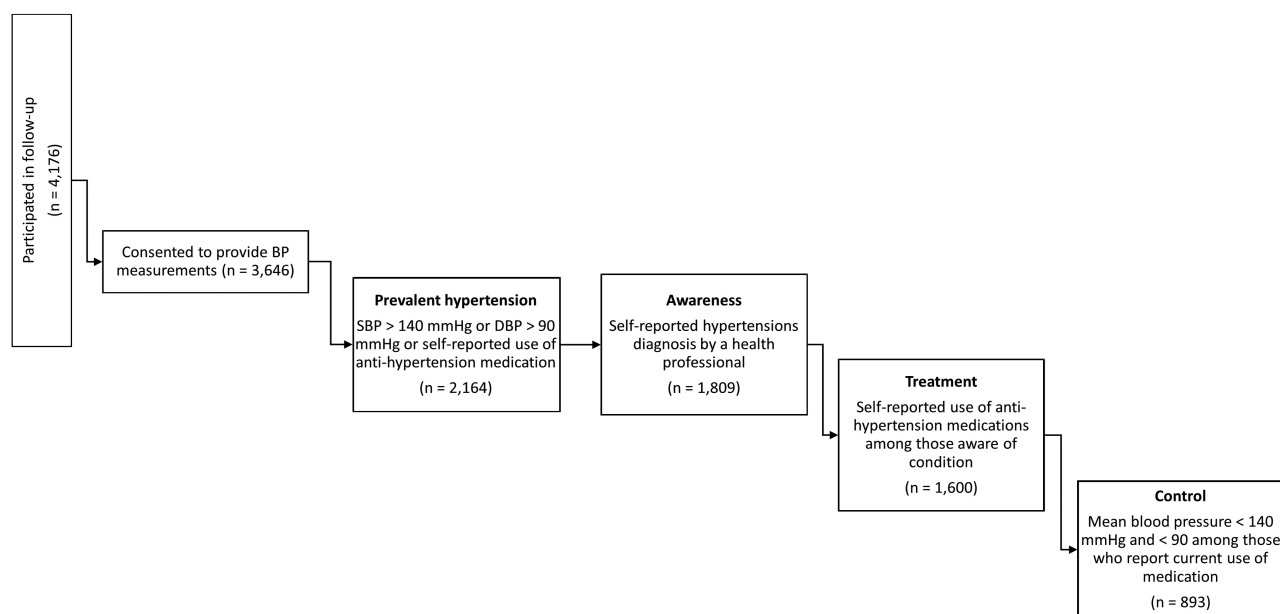 Participated in follow-up
(n = 4,176)
Consented to provide BP
measurements (n = 3,646)
Prevalent hypertension
SBP > 140 mmHg or DBP > 90
mmHg or self-reported use of
anti-hypertension medication
(n = 2,164)
Awareness
Self-reported hypertensions
diagnosis by a health
professional
(n = 1,809)
Treatment
Self-reported use of anti-
hypertension medications
among those aware of
condition
(n = 1,600)
Control
Mean blood pressure < 140
mmHg and < 90 among those
who report current use of
medication
(n = 893)